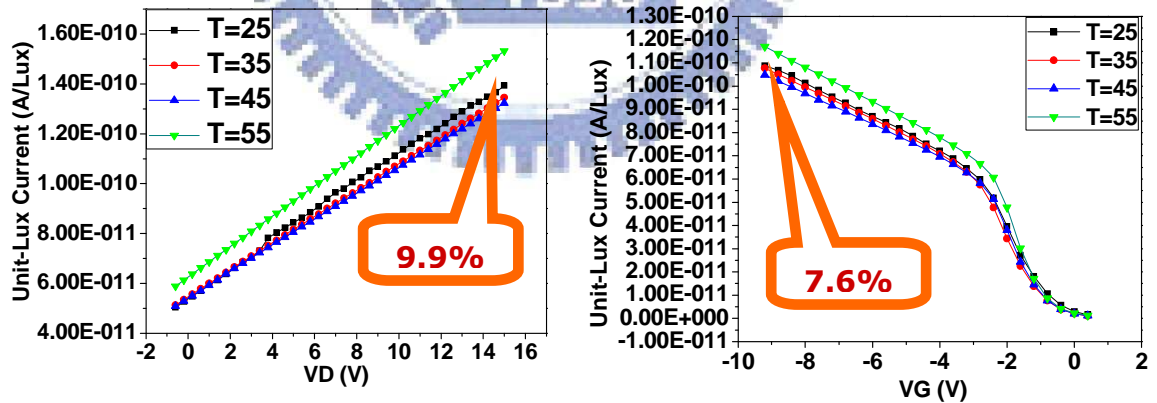 Unit-Lux Current (A/Lux)
1.60E-010
1.40E-010
1.20E-010
1.00E-010
8.00E-011
6.00E-011
4.00E-011
T=25
T=35
T=45
T=55
9.9%
-2 0 2 4 6 8 10 12 14 16
VD (V)
Unit-Lux Current (A/Lux)
1.30E-010
1.20E-010
1.10E-010
1.00E-010
9.00E-011
8.00E-011
7.00E-011
6.00E-011
5.00E-011
4.00E-011
3.00E-011
2.00E-011
1.00E-011
0.00E+000
-1.00E-011
T=25
T=35
T=45
T=55
7.6%
-10 -8 -6 -4 -2 0 2
VG (V)